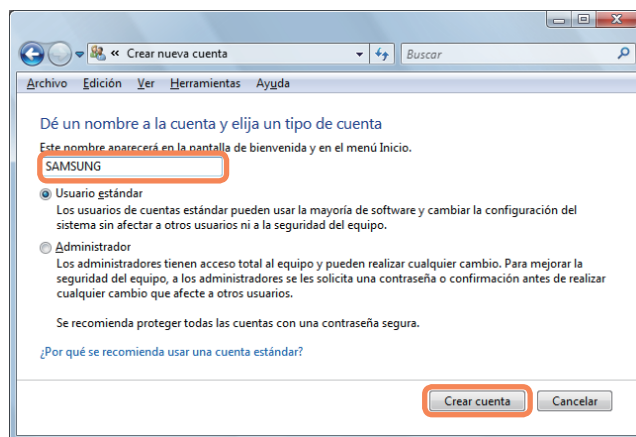 « Crear nueva cuenta
Buscar
Archivo Edición Ver Herramientas Ayuda
Dé un nombre a la cuenta y elija un tipo de cuenta
Este nombre aparecerá en la pantalla de bienvenida y en el menú Inicio.
SAMSUNG
Usuario estándar
Los usuarios de cuentas estándar pueden usar la mayoría de software y cambiar la configuración del
sistema sin afectar a otros usuarios ni a la seguridad del equipo.
Administrador
Los administradores tienen acceso total al equipo y pueden realizar cualquier cambio. Para mejorar la
seguridad del equipo, a los administradores se les solicita una contraseña o confirmación antes de realizar
cualquier cambio que afecte a otros usuarios.
Se recomienda proteger todas las cuentas con una contraseña segura.
¿Por qué se recomienda usar una cuenta estándar?
Crear cuenta Cancelar